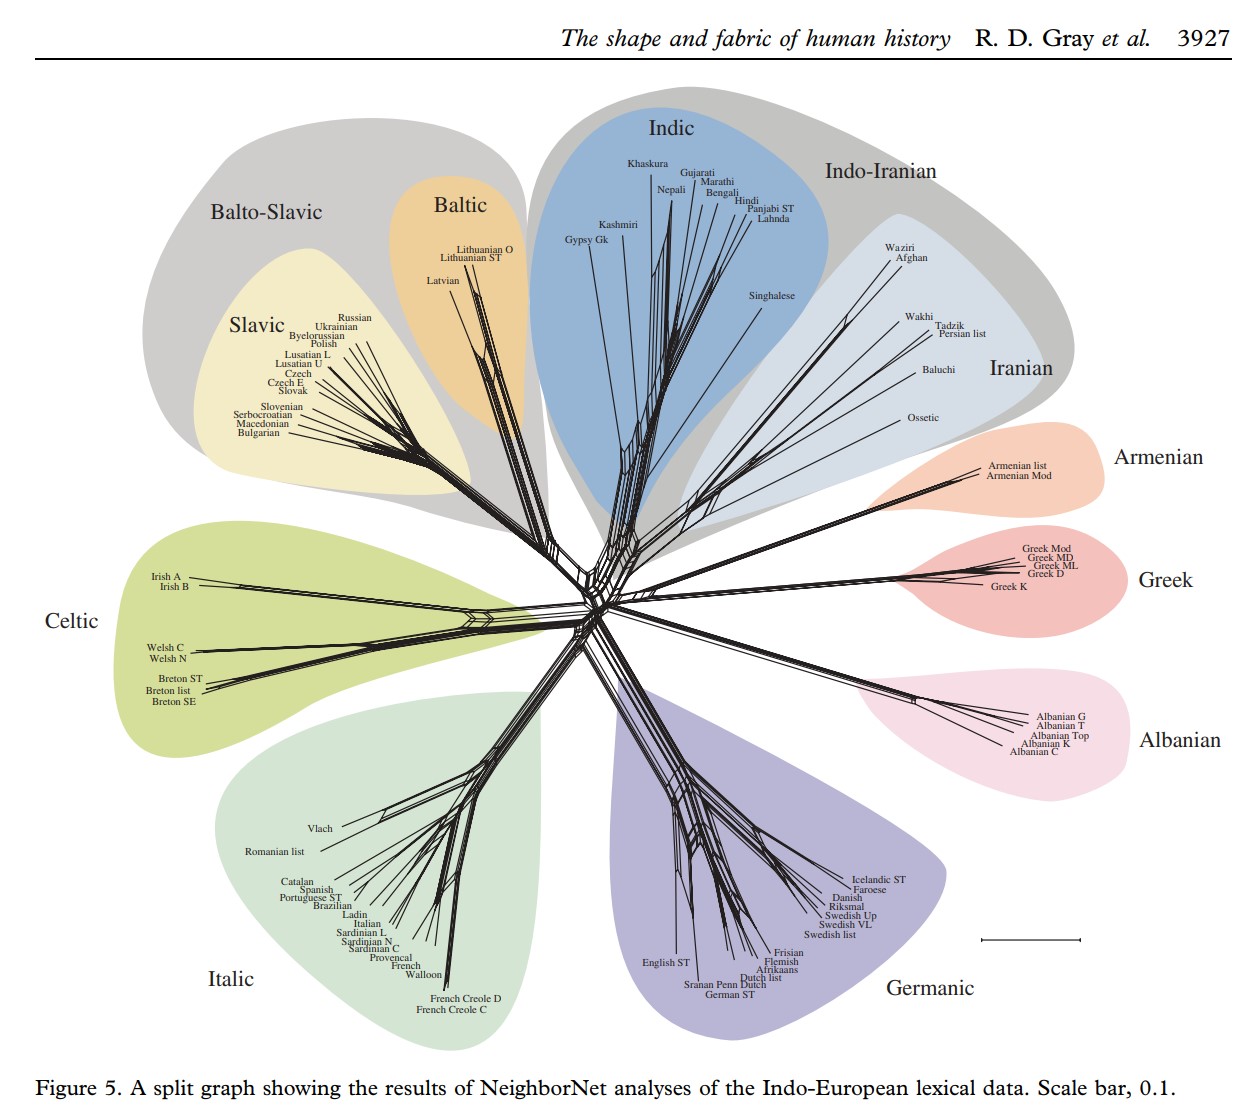 The shape and fabric of human history R. D. Gray et al. 3927
Indic
Khaskura
Gujarati
Marathi
Nepali
Bengali
Hindi
Panjabi ST
Lahnda
Kashmiri
Gypsy Gk
Singhalese
Indo-Iranian
Waziri
Afghan
Wakhi
Tadzik
Persian list
Baluchi
Iranian
Ossetic
Balto-Slavic
Baltic
Lithuanian O
Lithuanian ST
Latvian
Slavic
Russian
Ukrainian
Byelorussian
Polish
Lusatian L
Lusatian U
Czech
Czech E
Slovak
Slovenian
Serbocroatian
Macedonian
Bulgarian
Armenian
Armenian list
Armenian Mod
Greek Mod
Greek MD
Greek ML
Greek D
Greek K
Greek
Celtic
Irish A
Irish B
Welsh C
Welsh N
Breton ST
Breton list
Breton SE
Albanian G
Albanian T
Albanian Top
Albanian K
Albanian C
Albanian
Vlach
Romanian list
Catalan
Spanish
Portuguese ST
Brazilian
Ladin
Italian
Sardinian L
Sardinian N
Sardinian C
Provencal
French
Walloon
French Creole D
French Creole C
Italic
Icelandic ST
Faroese
Danish
Riksmal
Swedish Up
Swedish VL
Swedish list
Frisian
Flemish
Afrikaans
Dutch list
English ST
Sranan Penn Dutch
German ST
Germanic
Figure 5. A split graph showing the results of NeighborNet analyses of the Indo-European lexical data. Scale bar, 0.1.